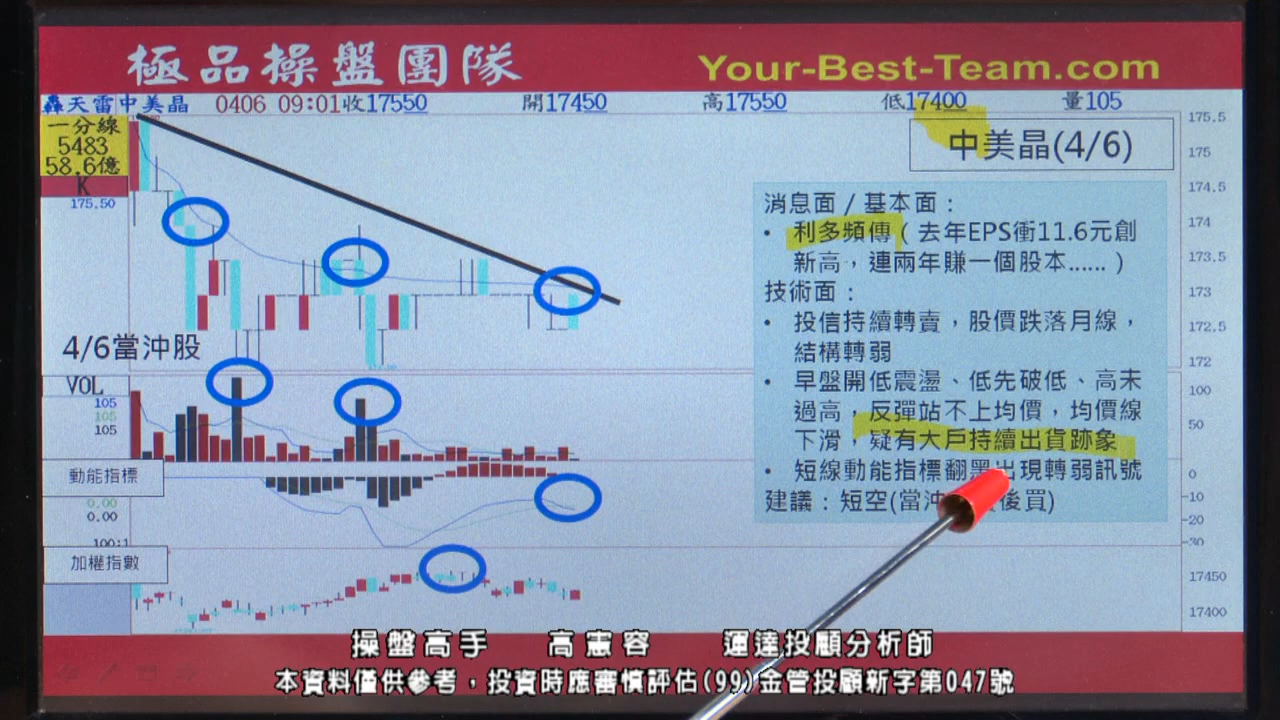 極品操盤團隊
Your-Best-Team.com
轟天雷中美晶 0406 09:01收17550 開17450 高17550 低17400 量105
一分線
5483
58.6億
K
175.50
中美晶(4/6)
消息面/基本面:
• 利多頻傳(去年EPS衝11.6元創
新高,連兩年賺一個股本......)
技術面:
• 投信持續轉賣,股價跌落月線,
結構轉弱
• 早盤開低震盪、低先破低、高未
過高,反彈站不上均價,均價線
下滑,疑有大戶持續出貨跡象
• 短線動能指標翻黑出現轉弱訊號
建議:短空(當沖 後買)
4/6當沖股
VOL
105
105
105
動能指標
0.00
0.00
100:1
加權指數
175.5
175
174.5
174
173.5
173
172.5
172
100
50
0
-10
-20
-30
17450
17400
操盤高手 高憲容 運達投顧分析師
本資料僅供參考,投資時應審慎評估(99)金管投顧新字第047號